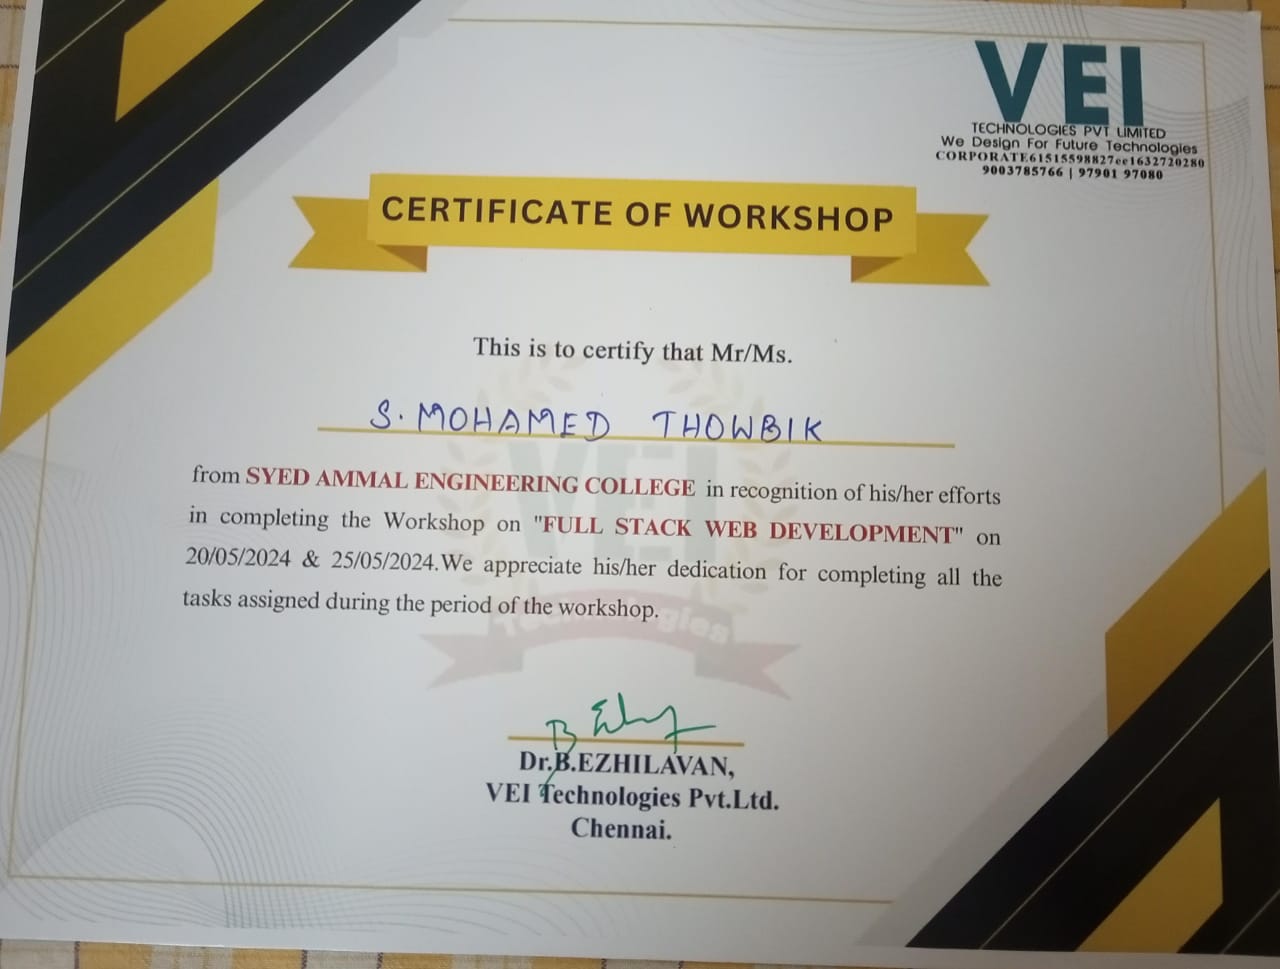 VEI
TECHNOLOGIES PVT LIMITED
We Design For Future Technologies
CORPORATE61515598827ee1632720280
9003785766 | 97901 97080
CERTIFICATE OF WORKSHOP
This is to certify that Mr/Ms.
S. MOHAMED THOWBIK
from SYED AMMAL ENGINEERING COLLEGE in recognition of his/her efforts
in completing the Workshop on "FULL STACK WEB DEVELOPMENT" on
20/05/2024 & 25/05/2024.We appreciate his/her dedication for completing all the
tasks assigned during the period of the workshop.
VEI
Technologies
Dr.B.EZHILAVAN,
VEI Technologies Pvt.Ltd.
Chennai.